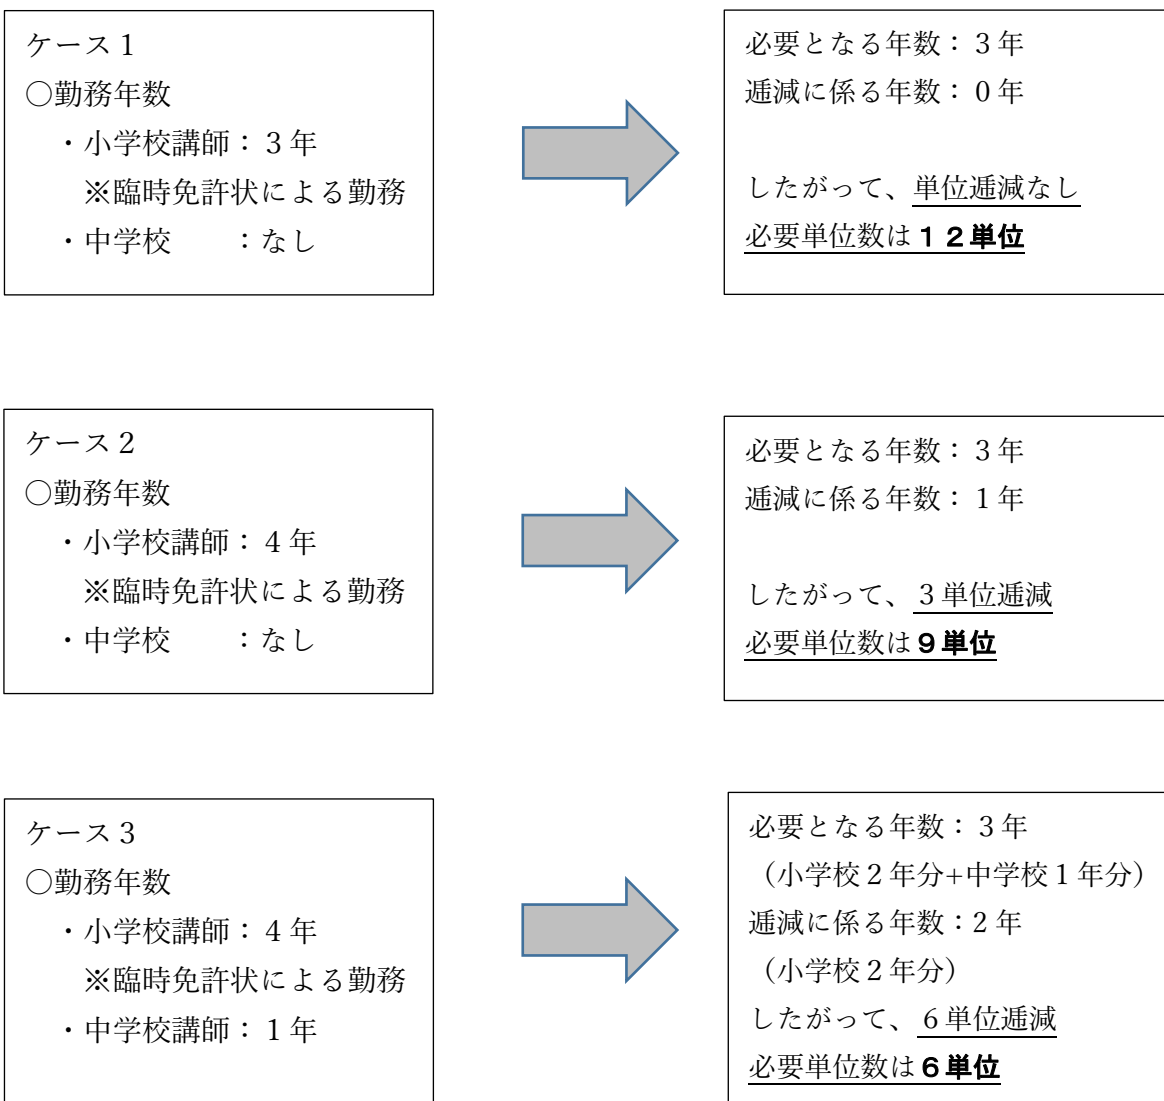 ケース１
○勤務年数
・小学校講師：３年
※臨時免許状による勤務
・中学校　　：なし
必要となる年数：３年
逓減に係る年数：０年
したがって、単位逓減なし
必要単位数は１２単位
ケース２
○勤務年数
・小学校講師：４年
※臨時免許状による勤務
・中学校　　：なし
必要となる年数：３年
逓減に係る年数：１年
したがって、３単位逓減
必要単位数は９単位
ケース３
○勤務年数
・小学校講師：４年
※臨時免許状による勤務
・中学校講師：１年
必要となる年数：３年
（小学校２年分+中学校１年分）
逓減に係る年数：2 年
（小学校２年分）
したがって、６単位逓減
必要単位数は６単位